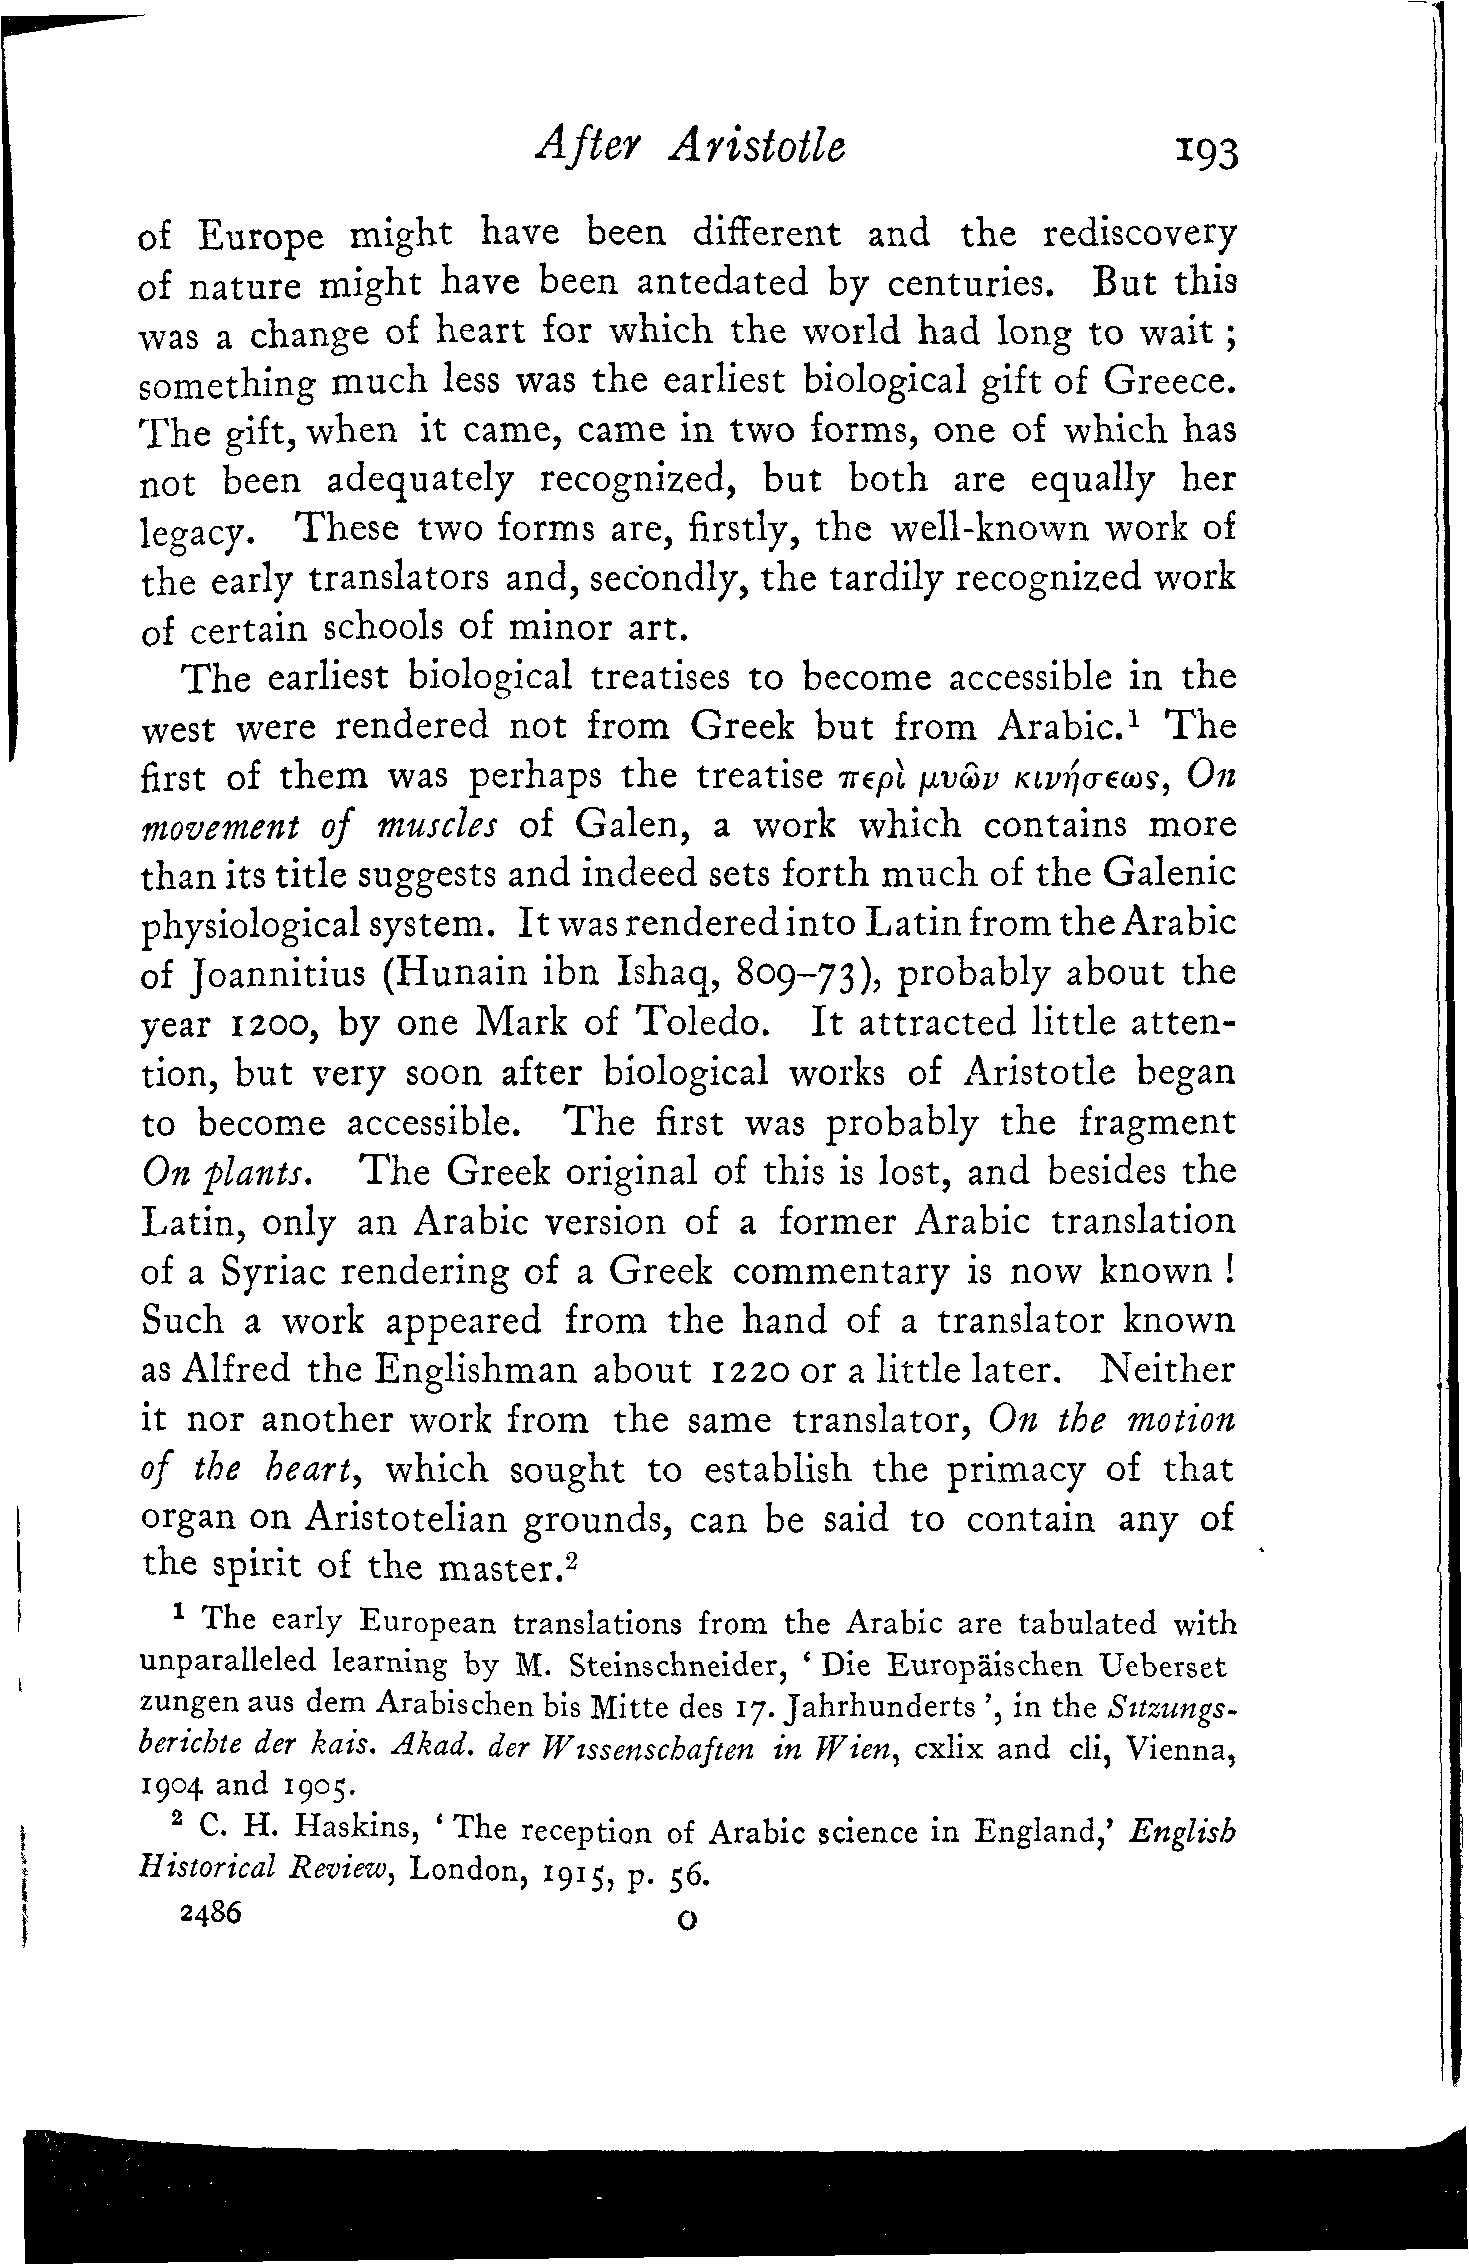 After Aristotle 193
of Europe might have been different and the rediscovery
of nature might have been antedated by centuries. But this
was a change of heart for which the world had long to wait ;
something much less was the earliest biological gift of Greece.
The gift, when it came, came in two forms, one of which has
not been adequately recognized, but both are equally her
legacy. These two forms are, firstly, the well-known work of
the early translators and, secondly, the tardily recognized work
of certain schools of minor art.
The earliest biological treatises to become accessible in the
west were rendered not from Greek but from Arabic.¹ The
first of them was perhaps the treatise περὶ μυῶν κινήσεως, On
movement of muscles of Galen, a work which contains more
than its title suggests and indeed sets forth much of the Galenic
physiological system. It was rendered into Latin from the Arabic
of Joannitius (Hunain ibn Ishaq, 809–73), probably about the
year 1200, by one Mark of Toledo. It attracted little atten-
tion, but very soon after biological works of Aristotle began
to become accessible. The first was probably the fragment
On plants. The Greek original of this is lost, and besides the
Latin, only an Arabic version of a former Arabic translation
of a Syriac rendering of a Greek commentary is now known !
Such a work appeared from the hand of a translator known
as Alfred the Englishman about 1220 or a little later. Neither
it nor another work from the same translator, On the motion
of the heart, which sought to establish the primacy of that
organ on Aristotelian grounds, can be said to contain any of
the spirit of the master.²
¹ The early European translations from the Arabic are tabulated with
unparalleled learning by M. Steinschneider, ‘ Die Europäischen Ueberset
zungen aus dem Arabischen bis Mitte des 17. Jahrhunderts ’, in the Sitzungs-
berichte der kais. Akad. der Wissenschaften in Wien, cxlix and cli, Vienna,
1904 and 1905.
² C. H. Haskins, ‘ The reception of Arabic science in England,’ English
Historical Review, London, 1915, p. 56.
2486 O